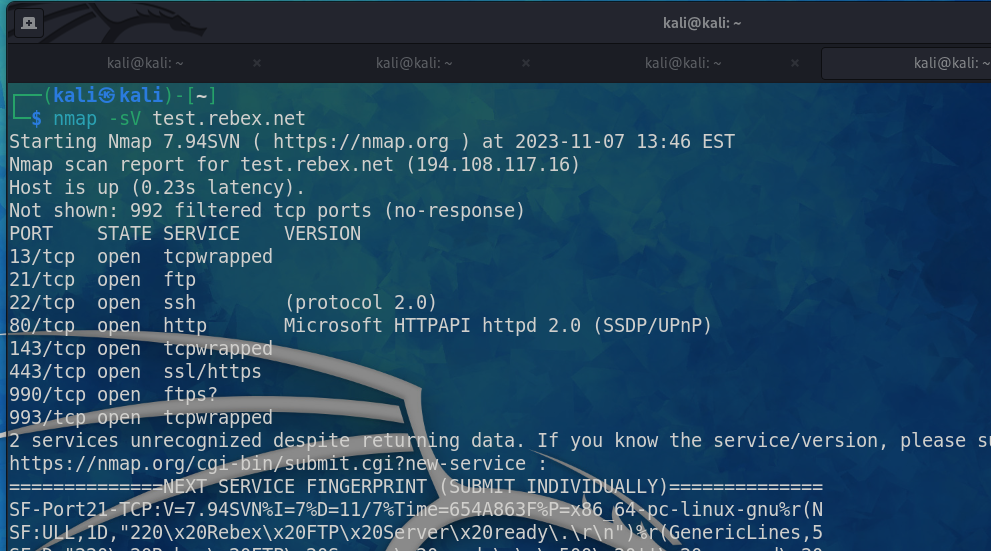 kali@kali: ~
kali@kali: ~ × kali@kali: ~ × kali@kali: ~ × kali@kali: ~
┌──(kali㉿kali)-[~]
└─$ nmap -sV test.rebex.net
Starting Nmap 7.94SVN ( https://nmap.org ) at 2023-11-07 13:46 EST
Nmap scan report for test.rebex.net (194.108.117.16)
Host is up (0.23s latency).
Not shown: 992 filtered tcp ports (no-response)
PORT    STATE SERVICE    VERSION
13/tcp  open  tcpwrapped
21/tcp  open  ftp
22/tcp  open  ssh        (protocol 2.0)
80/tcp  open  http       Microsoft HTTPAPI httpd 2.0 (SSDP/UPnP)
143/tcp open  tcpwrapped
443/tcp open  ssl/https
990/tcp open  ftps?
993/tcp open  tcpwrapped
2 services unrecognized despite returning data. If you know the service/version, please su
https://nmap.org/cgi-bin/submit.cgi?new-service :
==============NEXT SERVICE FINGERPRINT (SUBMIT INDIVIDUALLY)==============
SF-Port21-TCP:V=7.94SVN%I=7%D=11/7%Time=654A863F%P=x86_64-pc-linux-gnu%r(N
SF:ULL,1D,"220\x20Rebex\x20FTP\x20Server\x20ready\.\r\n")%r(GenericLines,5